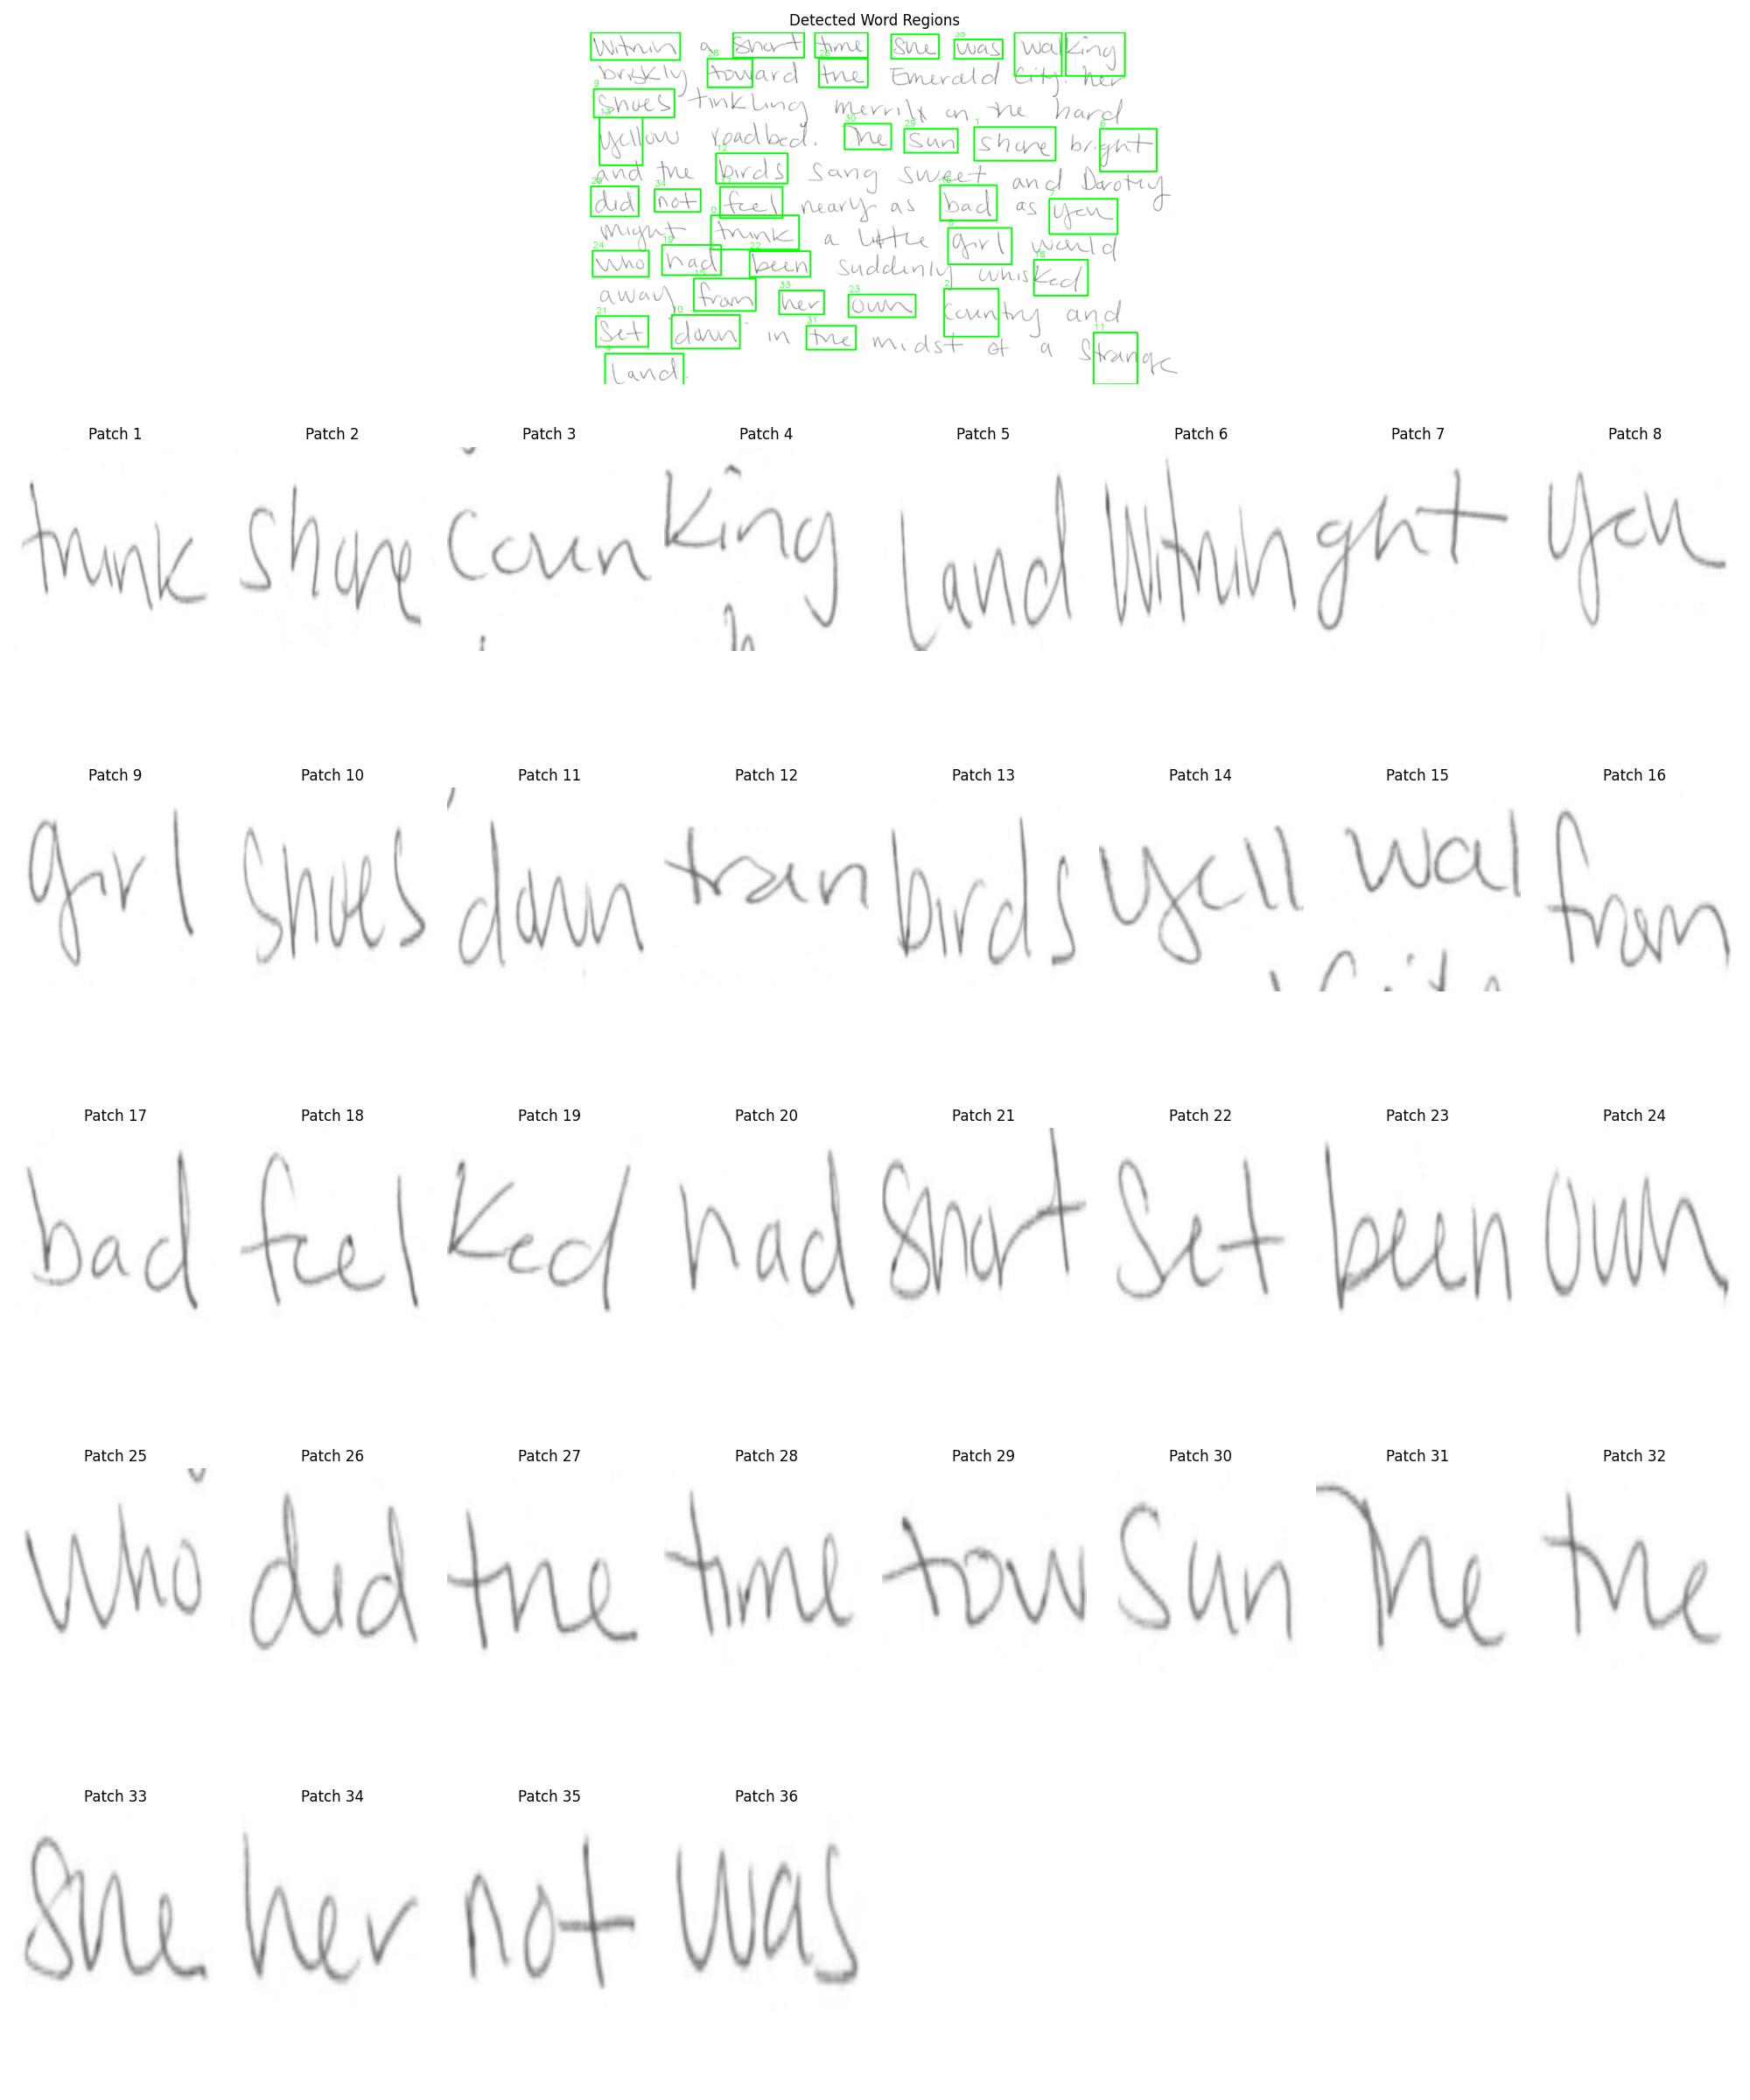 Detected Word Regions
Within a short time she was walking
briskly toward the Emerald City. her
shoes tinkling merrily on the hard
yellow roadbed. The sun shone bright
and the birds sang sweet and Dorothy
did not feel nearly as bad as you
might think a little girl would
who had been suddenly whisked
away from her own country and
set down in the midst of a strange
land.
Patch 1 Patch 2 Patch 3 Patch 4 Patch 5 Patch 6 Patch 7 Patch 8
think shone coun king land Within ght you
Patch 9 Patch 10 Patch 11 Patch 12 Patch 13 Patch 14 Patch 15 Patch 16
girl shoes down tran birds yell wal from
Patch 17 Patch 18 Patch 19 Patch 20 Patch 21 Patch 22 Patch 23 Patch 24
bad feel ked had short set been own
Patch 25 Patch 26 Patch 27 Patch 28 Patch 29 Patch 30 Patch 31 Patch 32
who did the time tow sun The the
Patch 33 Patch 34 Patch 35 Patch 36
she her not was